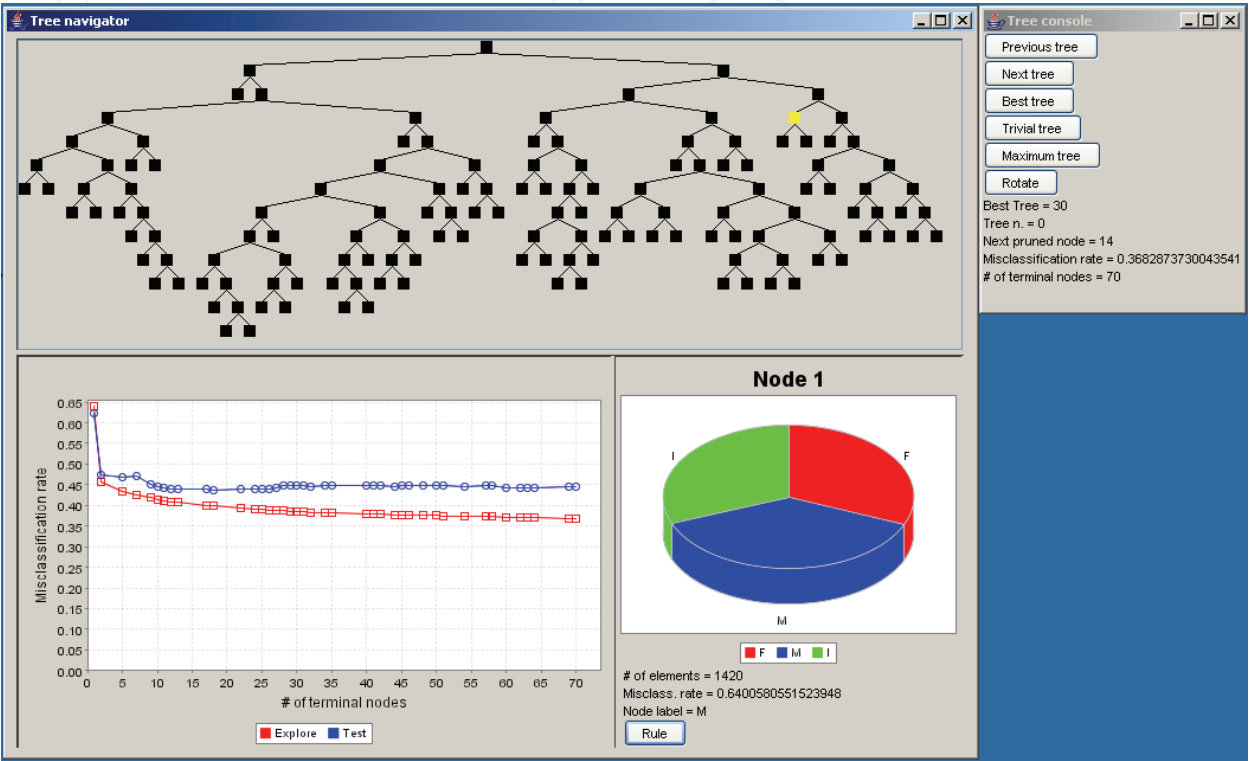 Tree navigator
Tree console
Previous tree
Next tree
Best tree
Trivial tree
Maximum tree
Rotate
Best Tree = 30
Tree n. = 0
Next pruned node = 14
Misclassification rate = 0.3682873730043541
# of terminal nodes = 70
Misclassification rate
0.65
0.60
0.55
0.50
0.45
0.40
0.35
0.30
0.25
0.20
0.15
0.10
0.05
0.00
0 5 10 15 20 25 30 35 40 45 50 55 60 65 70
# of terminal nodes
Explore Test
Node 1
I
F
M
F M I
# of elements = 1420
Misclass. rate = 0.6400580551523948
Node label = M
Rule